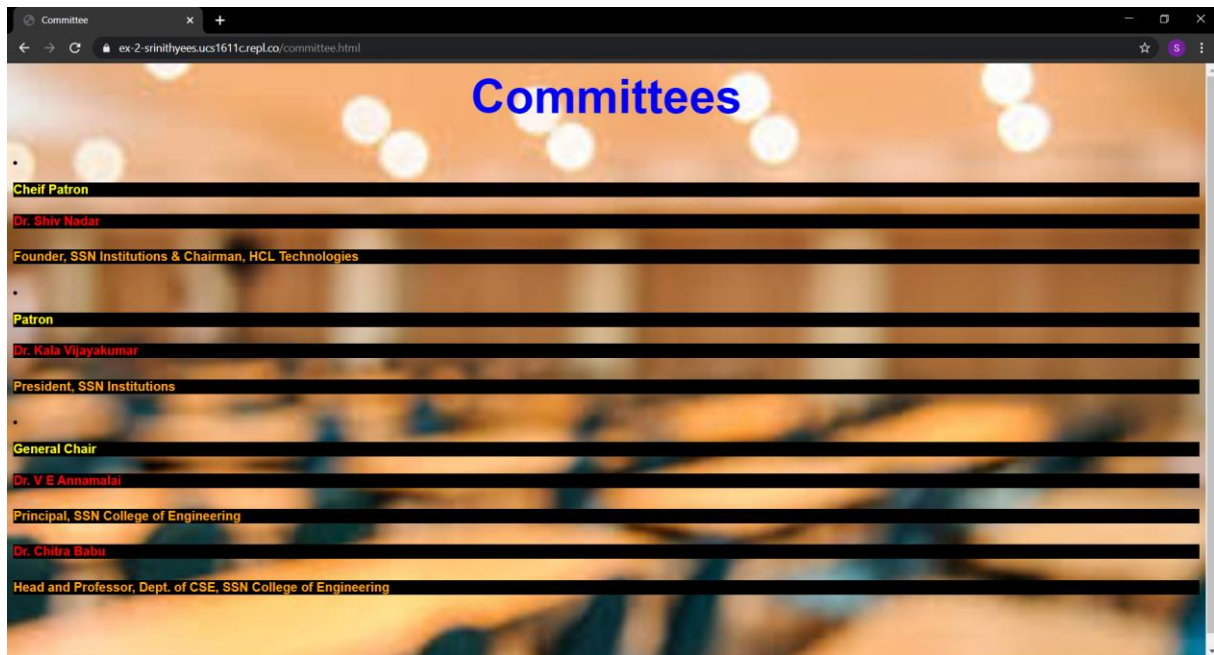 Committee
ex-2-srinithyees.ucs1611c.repl.co/committee.html
S
Committees
Cheif Patron
Dr. Shiv Nadar
Founder, SSN Institutions & Chairman, HCL Technologies
Patron
Dr. Kala Vijayakumar
President, SSN Institutions
General Chair
Dr. V E Annamalai
Principal, SSN College of Engineering
Dr. Chitra Babu
Head and Professor, Dept. of CSE, SSN College of Engineering